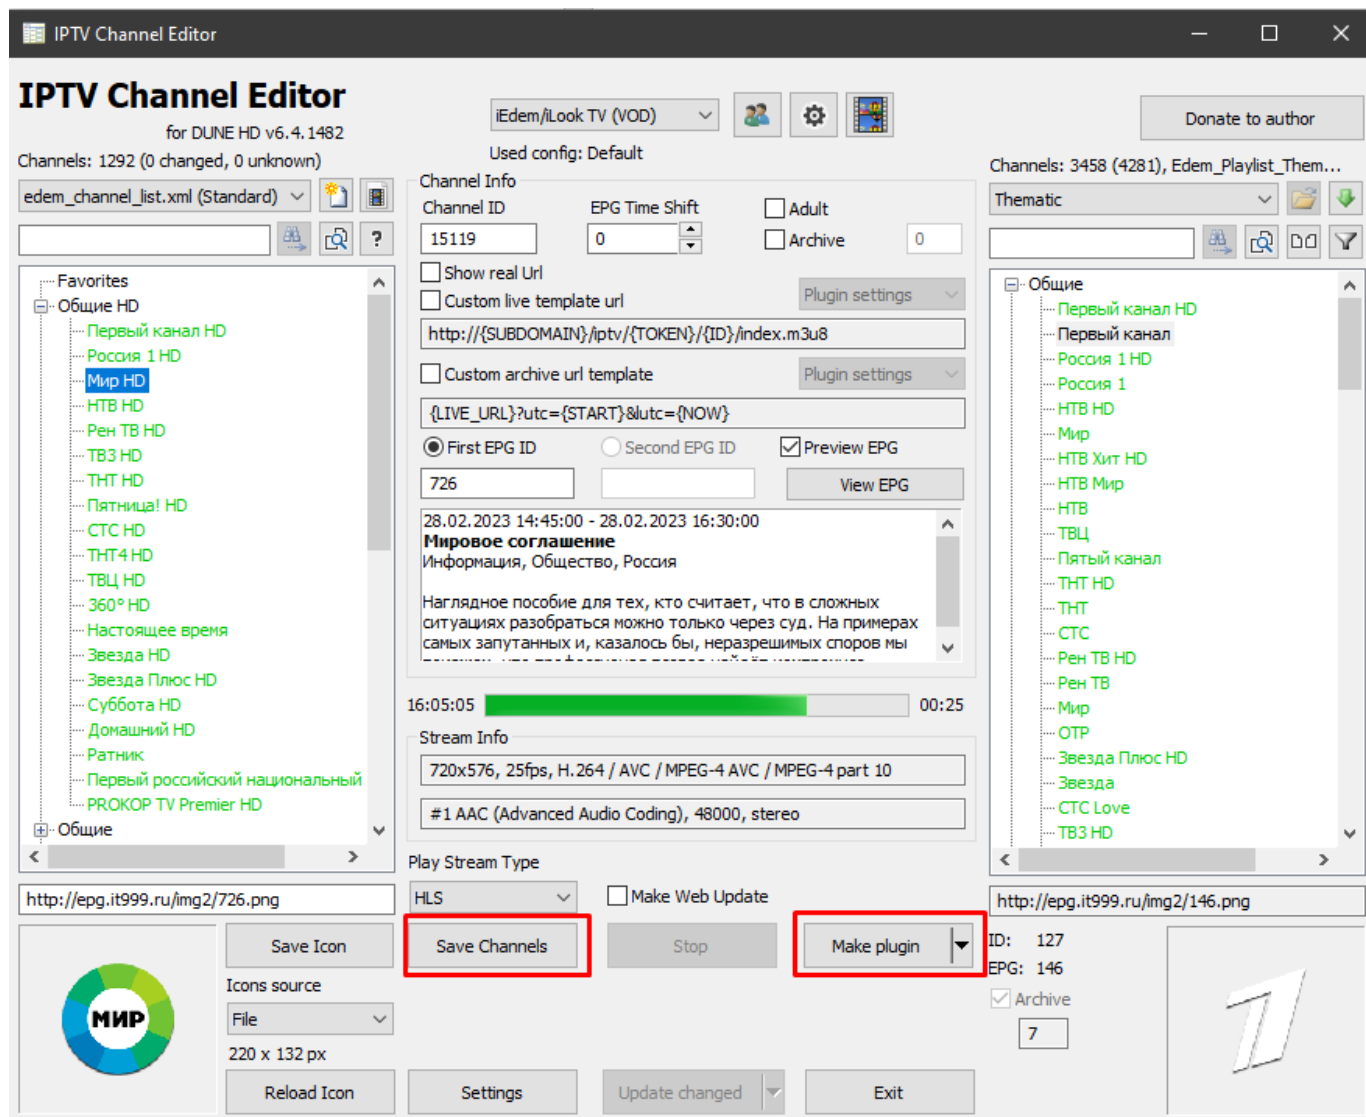 IPTV Channel Editor
IPTV Channel Editor
for DUNE HD v6.4.1482
Channels: 1292 (0 changed, 0 unknown)
edem_channel_list.xml (Standard)
?
Favorites
Общие HD
Первый канал HD
Россия 1 HD
Мир HD
НТВ HD
Рен ТВ HD
ТВ3 HD
ТНТ HD
Пятница! HD
СТС HD
ТНТ4 HD
ТВЦ HD
360° HD
Настоящее время
Звезда HD
Звезда Плюс HD
Суббота HD
Домашний HD
Ратник
Первый российский национальный
PROKOP TV Premier HD
Общие
http://epg.it999.ru/img2/726.png
МИР
Save Icon
Icons source
File
220 x 132 px
Reload Icon
iEdem/iLook TV (VOD)
Used config: Default
Channel Info
Channel ID
EPG Time Shift
Adult
15119
0
Archive
0
Show real Url
Custom live template url
Plugin settings
http://{SUBDOMAIN}/iptv/{TOKEN}/{ID}/index.m3u8
Custom archive url template
Plugin settings
{LIVE_URL}?utc={START}&lutc={NOW}
First EPG ID
Second EPG ID
Preview EPG
726
View EPG
28.02.2023 14:45:00 - 28.02.2023 16:30:00
Мировое соглашение
Информация, Общество, Россия
Наглядное пособие для тех, кто считает, что в сложных
ситуациях разобраться можно только через суд. На примерах
самых запутанных и, казалось бы, неразрешимых споров мы
16:05:05
00:25
Stream Info
720x576, 25fps, H.264 / AVC / MPEG-4 AVC / MPEG-4 part 10
#1 AAC (Advanced Audio Coding), 48000, stereo
Play Stream Type
HLS
Make Web Update
Save Channels
Stop
Make plugin
Settings
Update changed
Exit
Donate to author
Channels: 3458 (4281), Edem_Playlist_Them...
Thematic
Общие
Первый канал HD
Первый канал
Россия 1 HD
Россия 1
НТВ HD
Мир
НТВ Хит HD
НТВ Мир
НТВ
ТВЦ
Пятый канал
ТНТ HD
ТНТ
СТС
Рен ТВ HD
Рен ТВ
Мир
ОТР
Звезда Плюс HD
Звезда
СТС Love
ТВ3 HD
http://epg.it999.ru/img2/146.png
ID: 127
EPG: 146
Archive
7
1